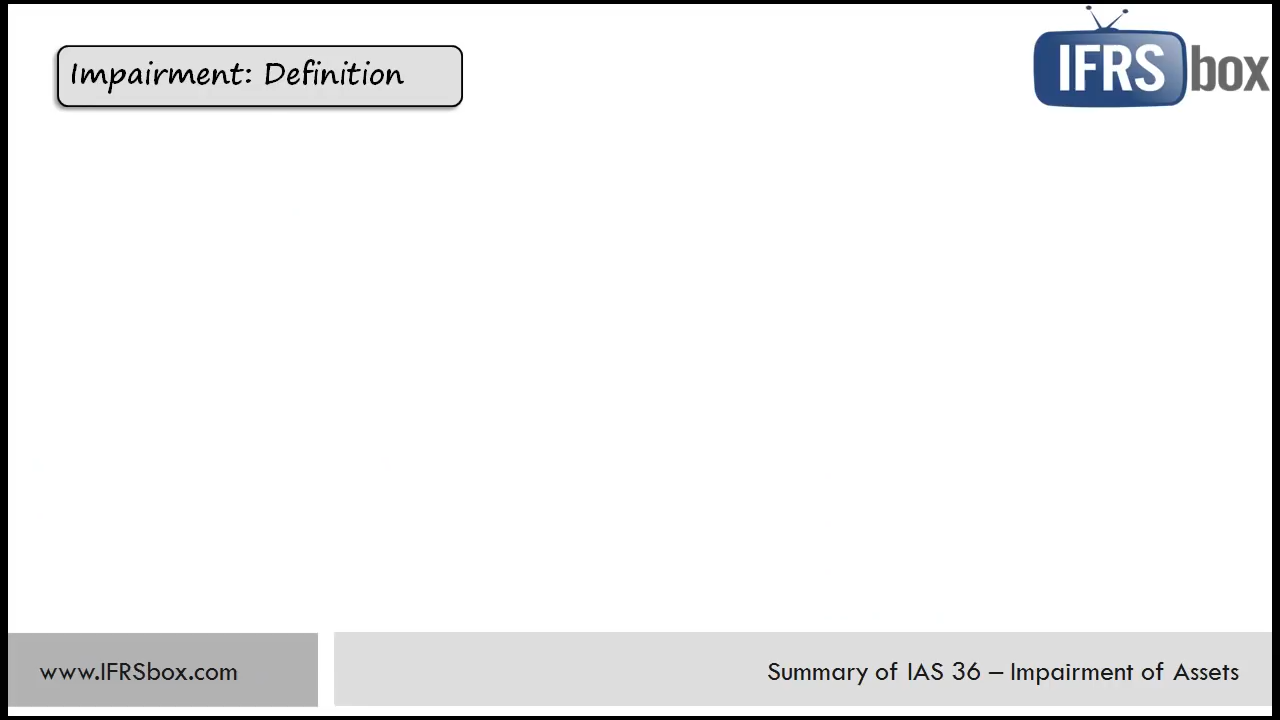 Impairment: Definition
IFRS box
www.IFRSbox.com
Summary of IAS 36 – Impairment of Assets